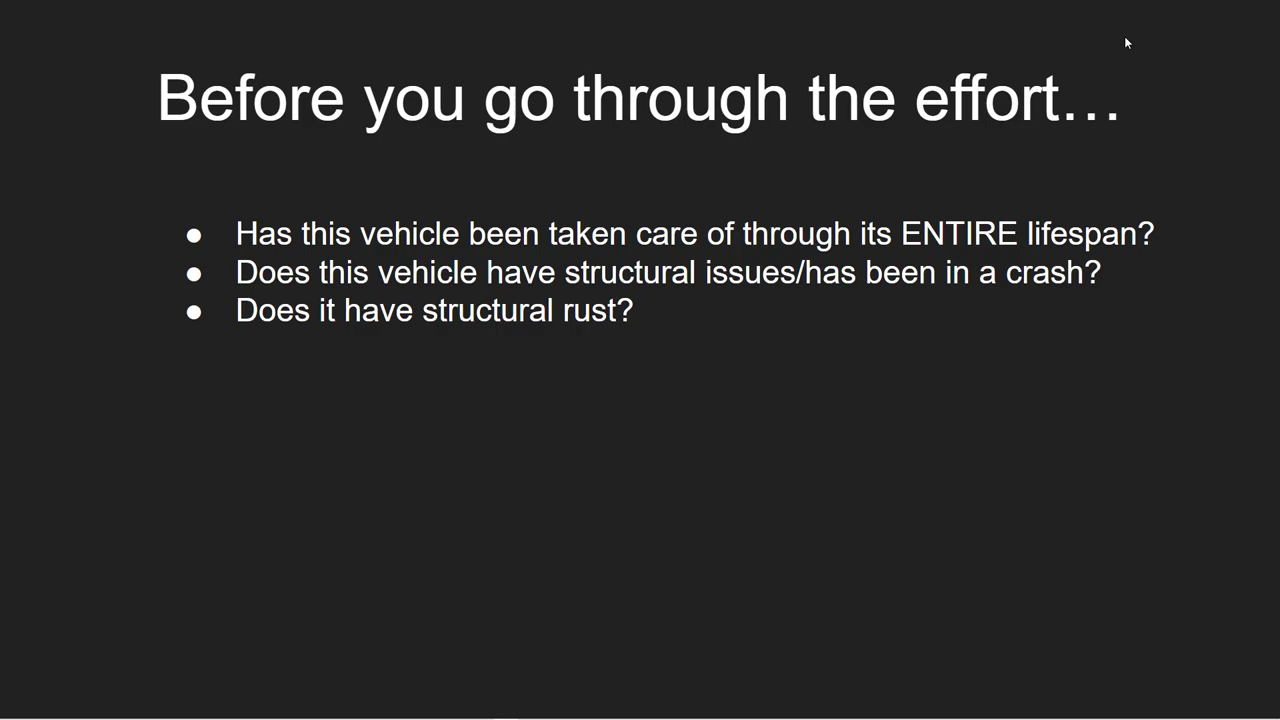 Before you go through the effort…
● Has this vehicle been taken care of through its ENTIRE lifespan?
● Does this vehicle have structural issues/has been in a crash?
● Does it have structural rust?